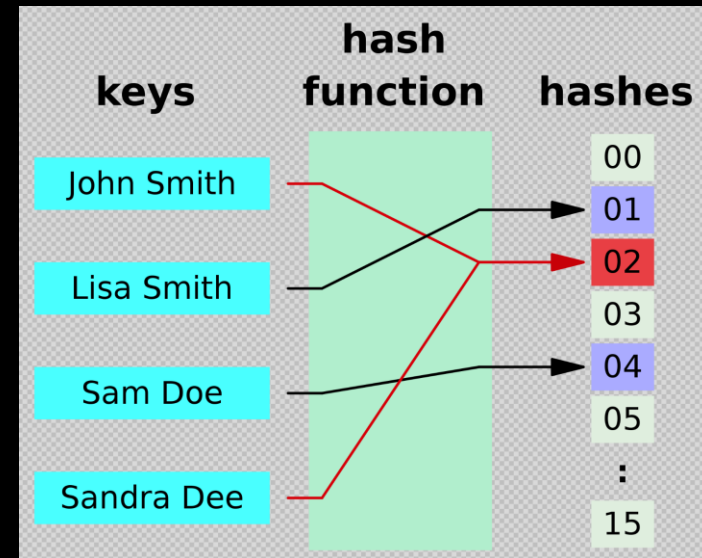 keys
hash
function
hashes
John Smith
Lisa Smith
Sam Doe
Sandra Dee
00
01
02
03
04
05
:
15